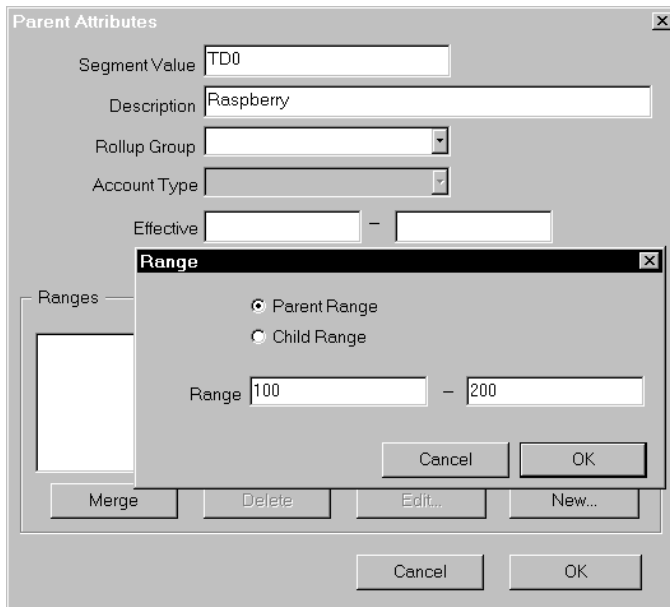 Parent Attributes
Segment Value TD0
Description Raspberry
Rollup Group
Account Type
Effective –
Range
Ranges
Parent Range
Child Range
Range 100 – 200
Cancel OK
Merge Delete Edit... New...
Cancel OK